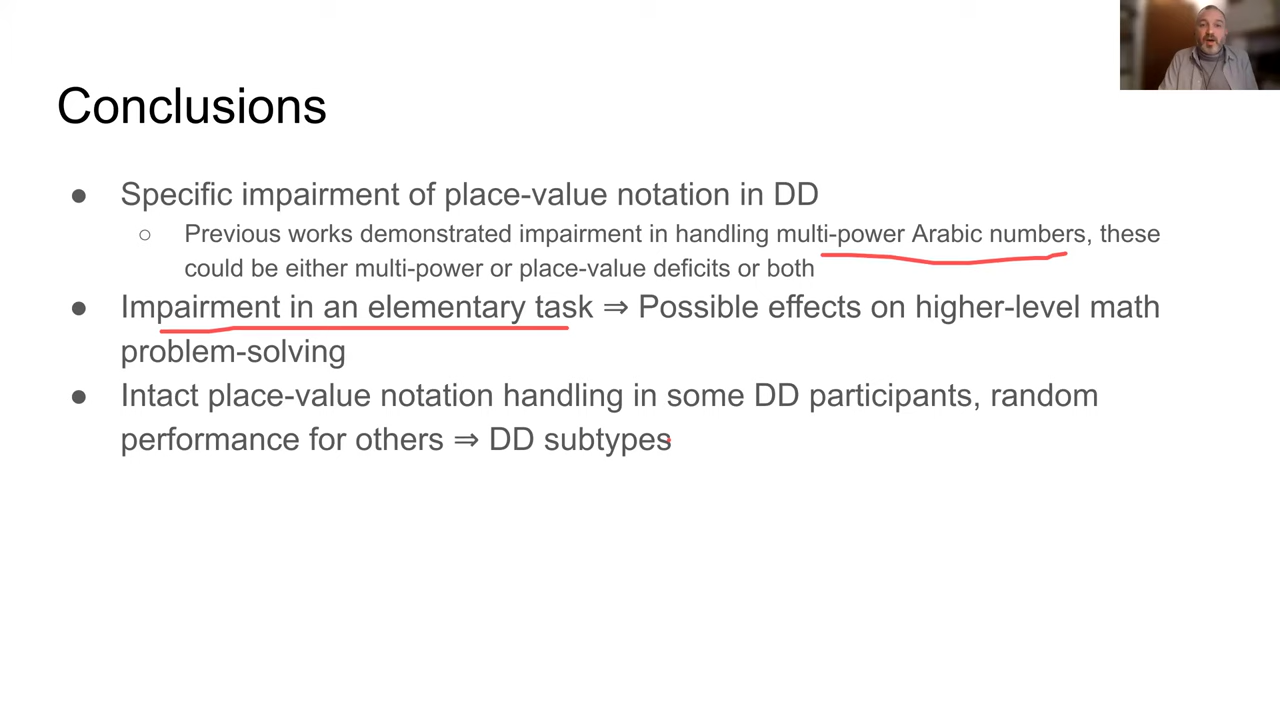 Conclusions
● Specific impairment of place-value notation in DD
○ Previous works demonstrated impairment in handling multi-power Arabic numbers, these
could be either multi-power or place-value deficits or both
● Impairment in an elementary task ⇒ Possible effects on higher-level math
problem-solving
● Intact place-value notation handling in some DD participants, random
performance for others ⇒ DD subtypes